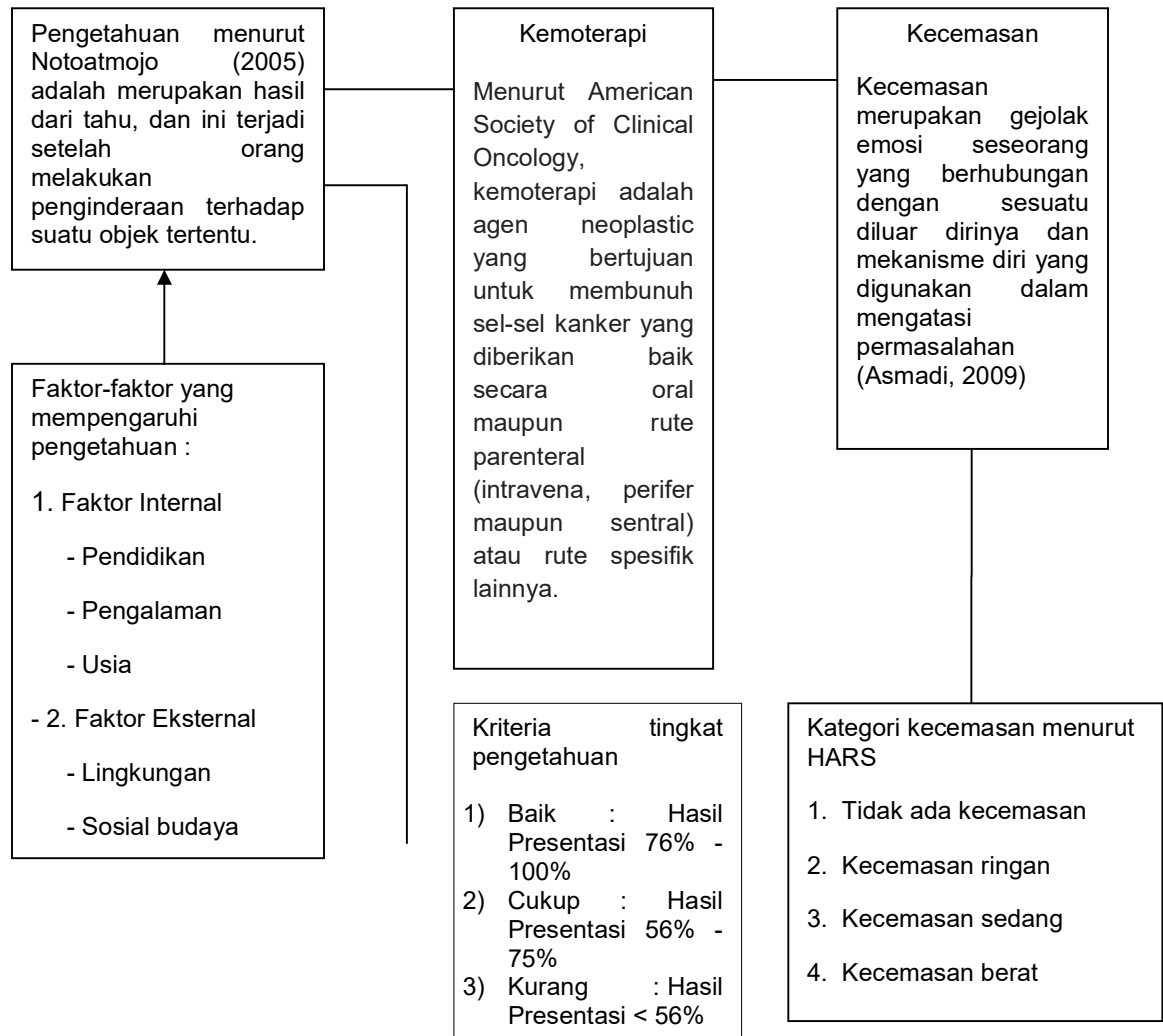 Pengetahuan menurut
Notoatmojo (2005)
adalah merupakan hasil
dari tahu, dan ini terjadi
setelah orang
melakukan
penginderaan terhadap
suatu objek tertentu.
Faktor-faktor yang
mempengaruhi
pengetahuan :
1. Faktor Internal
- Pendidikan
- Pengalaman
- Usia
- 2. Faktor Eksternal
- Lingkungan
- Sosial budaya
Kemoterapi
Menurut American
Society of Clinical
Oncology,
kemoterapi adalah
agen neoplastic
yang bertujuan
untuk membunuh
sel-sel kanker yang
diberikan baik
secara oral
maupun rute
parenteral
(intravena, perifer
maupun sentral)
atau rute spesifik
lainnya.
Kriteria tingkat
pengetahuan
1) Baik : Hasil
Presentasi 76% -
100%
2) Cukup : Hasil
Presentasi 56% -
75%
3) Kurang : Hasil
Presentasi < 56%
Kecemasan
Kecemasan
merupakan gejolak
emosi seseorang
yang berhubungan
dengan sesuatu
diluar dirinya dan
mekanisme diri yang
digunakan dalam
mengatasi
permasalahan
(Asmadi, 2009)
Kategori kecemasan menurut
HARS
1. Tidak ada kecemasan
2. Kecemasan ringan
3. Kecemasan sedang
4. Kecemasan berat